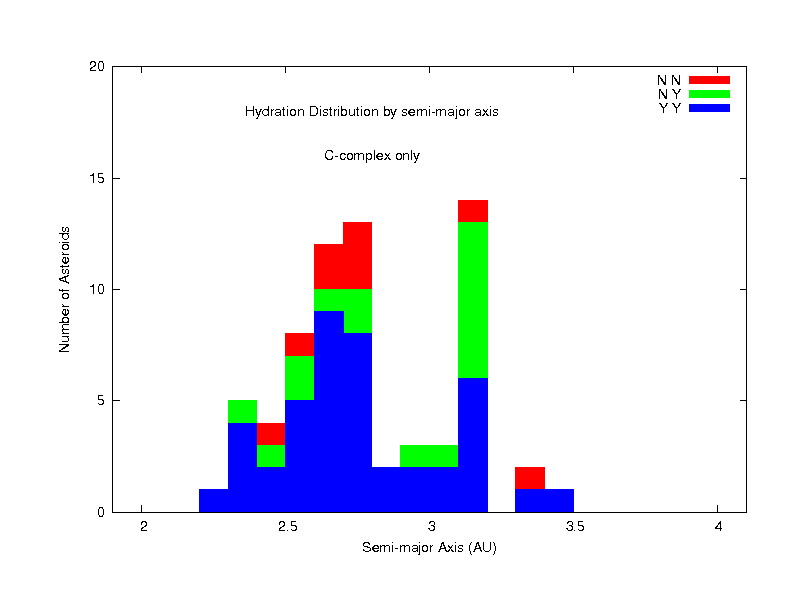 20
N N
N Y
Hydration Distribution by semi-major axis
Y Y
C-complex only
15
Number of Asteroids
10
5
0
2 2.5 3 3.5 4
Semi-major Axis (AU)